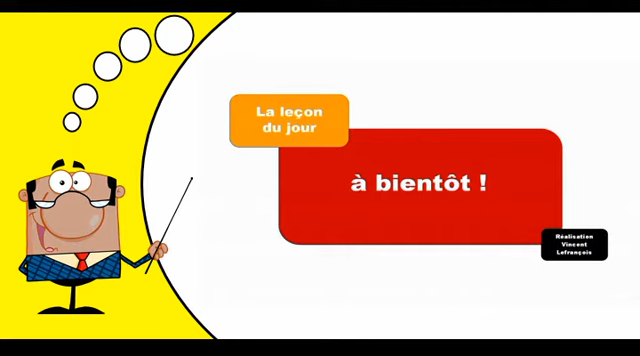 La leçon
du jour
à bientôt !
Réalisation
Vincent
Lefrançois